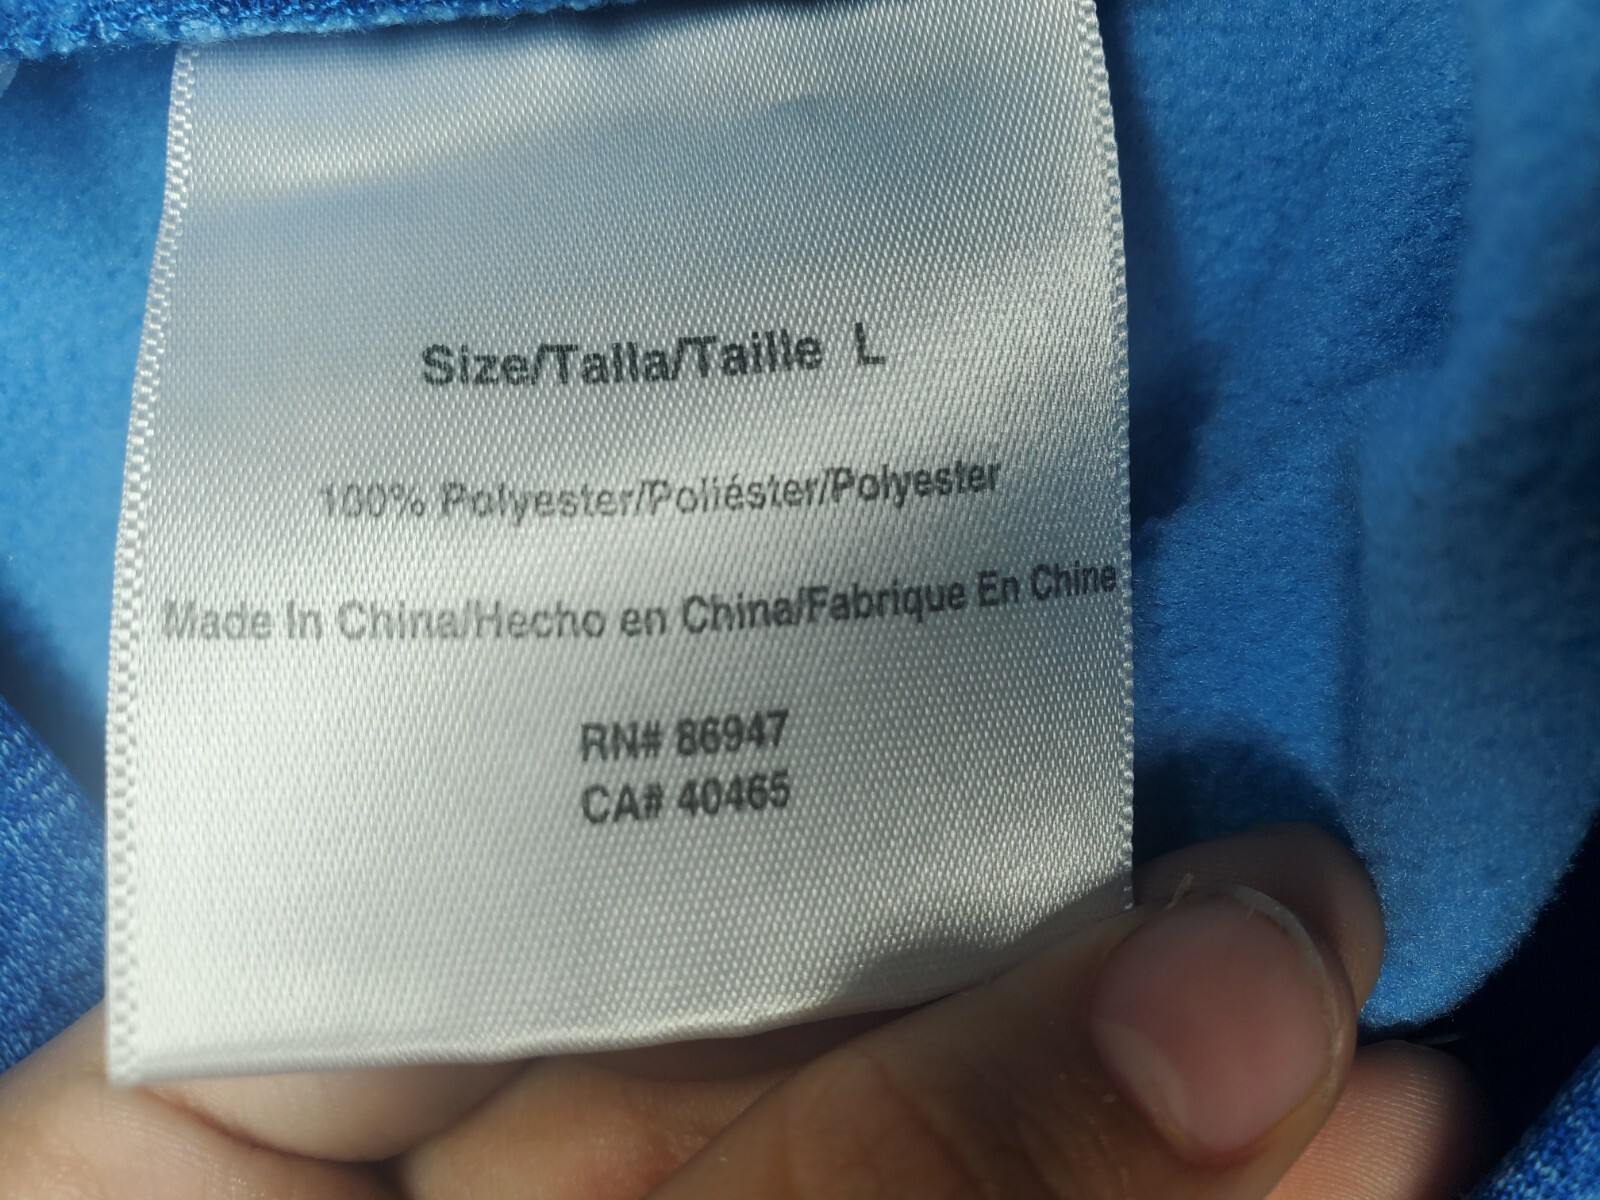 Size/Talla/Taille L
100% Polyester/Poliéster/Polyester
Made In China/Hecho en China/Fabrique En Chine
RN# 86947
CA# 40465